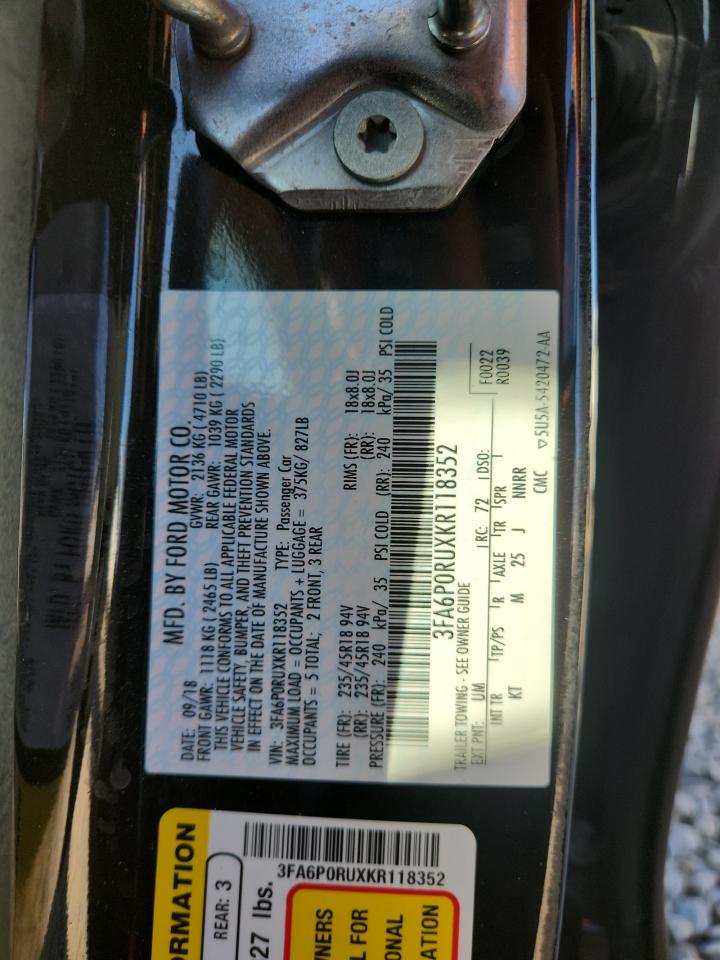 MFD. BY FORD MOTOR CO.
DATE: 09/18 GVWR: 2136 KG ( 4710 LB)
FRONT GAWR: 1118 KG ( 2465 LB) REAR GAWR: 1039 KG ( 2290 LB)
THIS VEHICLE CONFORMS TO ALL APPLICABLE FEDERAL MOTOR
VEHICLE SAFETY, BUMPER, AND THEFT PREVENTION STANDARDS
IN EFFECT ON THE DATE OF MANUFACTURE SHOWN ABOVE.
VIN: 3FA6P0RUXKR118352 TYPE: Passenger Car
MAXIMUM LOAD = OCCUPANTS + LUGGAGE = 375KG/ 827LB
OCCUPANTS = 5 TOTAL; 2 FRONT, 3 REAR
TIRE (FR): 235/45R18 94V RIMS (FR): 18x8.0J
(RR): 235/45R18 94V (RR): 18x8.0J
PRESSURE (FR): 240 kPa/ 35 PSI COLD (RR): 240 kPa/ 35 PSI COLD
3FA6P0RUXKR118352
TRAILER TOWING - SEE OWNER GUIDE
EXT PNT: UM RC: 72 DSO: F0022
INT TR TP/PS R AXLE TR SPR R0039
KT M 25 J NNRR
CMC ▽5U5A-5420472-AA
ORMATION
REAR: 3
27 lbs.
3FA6P0RUXKR118352
NERS
L FOR
ONAL
ATION